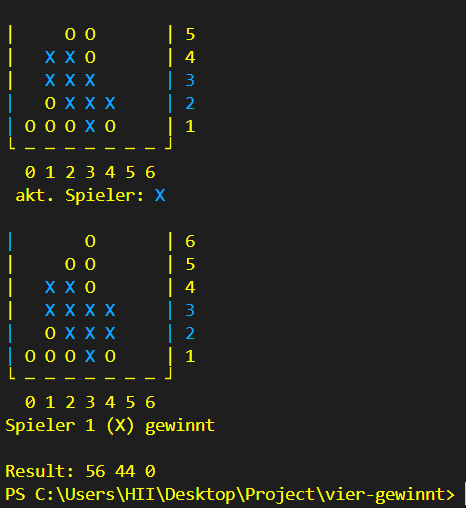 |     O O       | 5
|   X X O       | 4
|   X X X       | 3
|   O X X X     | 2
| O O O X O     | 1
└ ─ ─ ─ ─ ─ ─ ─ ┘
  0 1 2 3 4 5 6
 akt. Spieler: X
|       O       | 6
|     O O       | 5
|   X X O       | 4
|   X X X X     | 3
|   O X X X     | 2
| O O O X O     | 1
└ ─ ─ ─ ─ ─ ─ ─ ┘
  0 1 2 3 4 5 6
Spieler 1 (X) gewinnt
Result: 56 44 0
PS C:\Users\HII\Desktop\Project\vier-gewinnt>